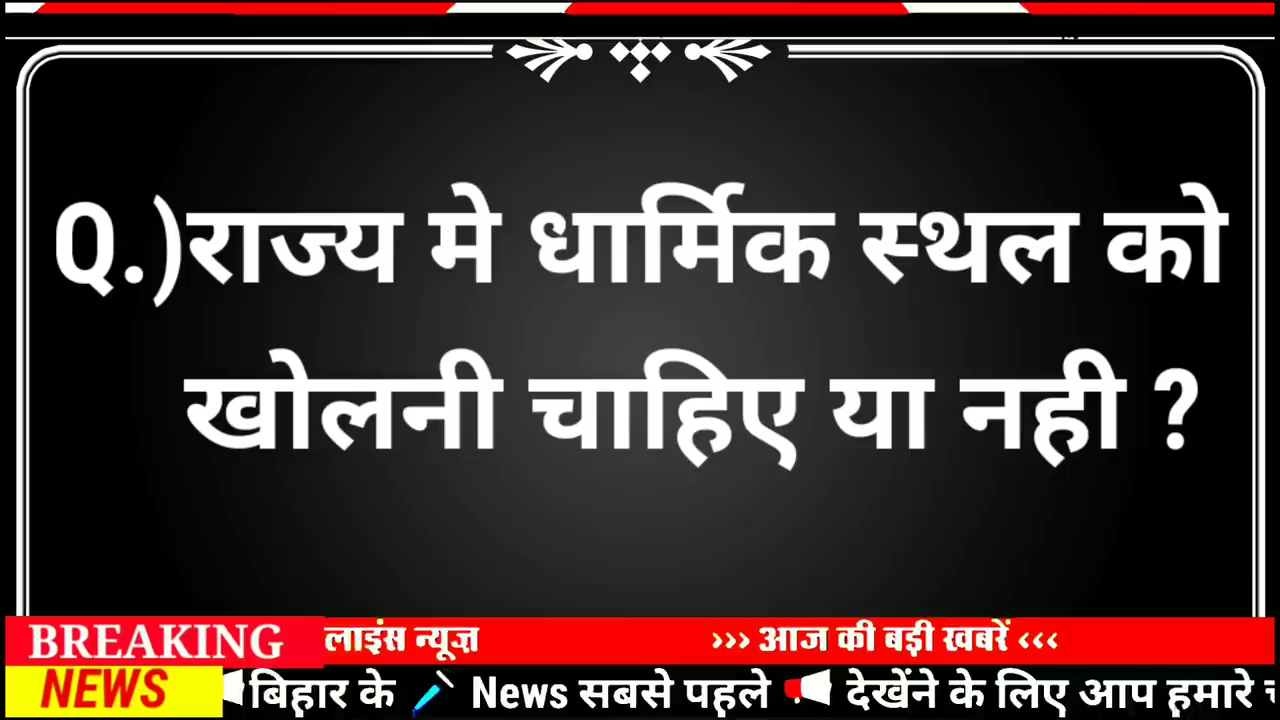 Q.)राज्य मे धार्मिक स्थल को
खोलनी चाहिए या नही ?
BREAKING
लाइंस न्यूज़ ››› आज की बड़ी खबरें ‹‹‹
NEWS
बिहार के News सबसे पहले देखेंने के लिए आप हमारे